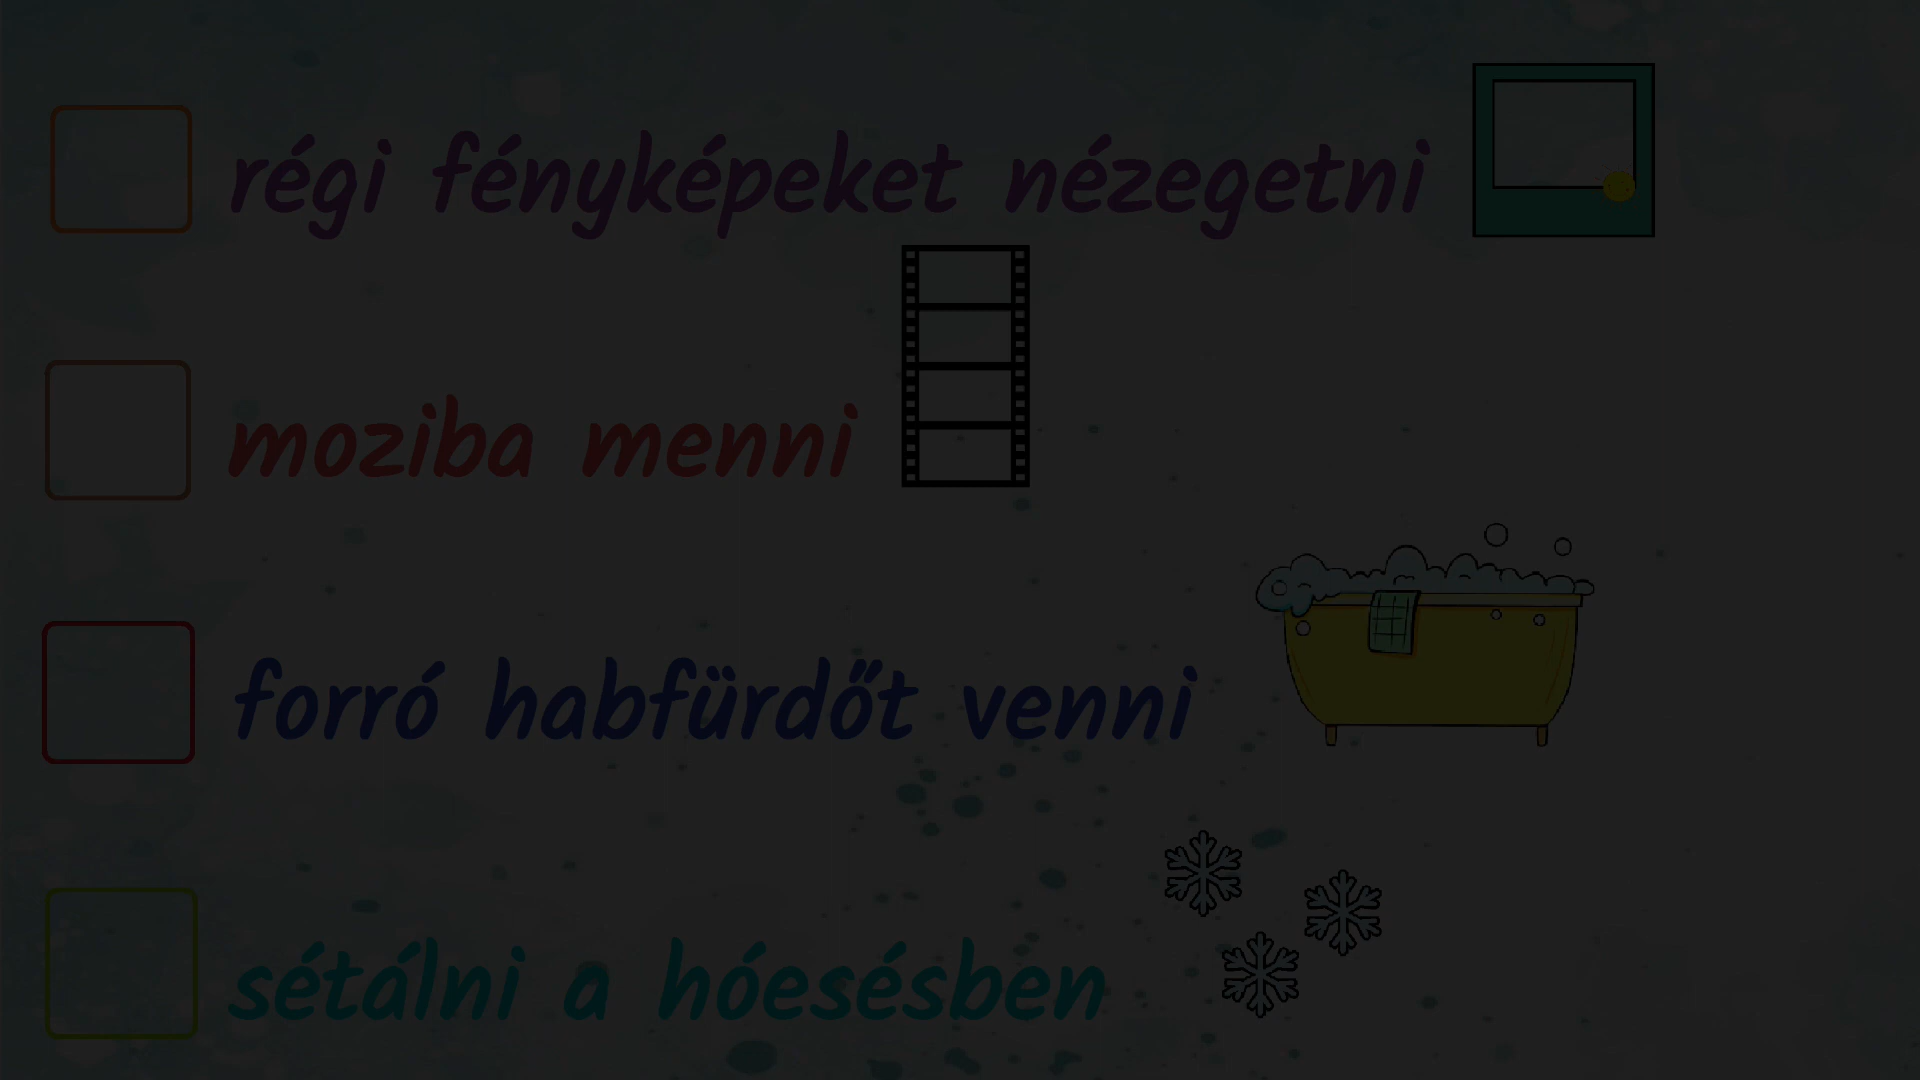 régi fényképeket nézegetni
moziba menni
forró habfürdőt venni
sétálni a hóesésben